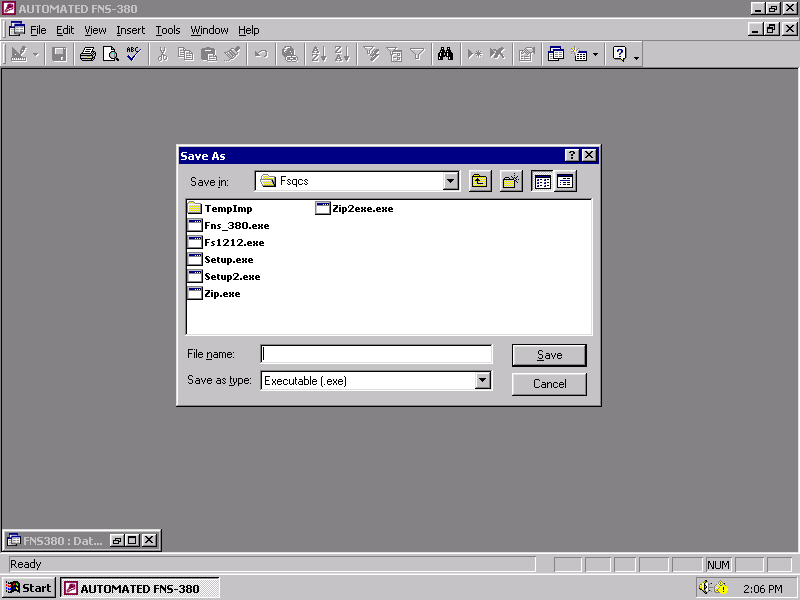 AUTOMATED FNS-380
File Edit View Insert Tools Window Help
Save As
Save in: Fsqcs
TempImp Zip2exe.exe
Fns_380.exe
Fs1212.exe
Setup.exe
Setup2.exe
Zip.exe
File name: Save
Save as type: Executable (.exe) Cancel
FNS380 : Dat...
Ready NUM
Start AUTOMATED FNS-380 2:06 PM